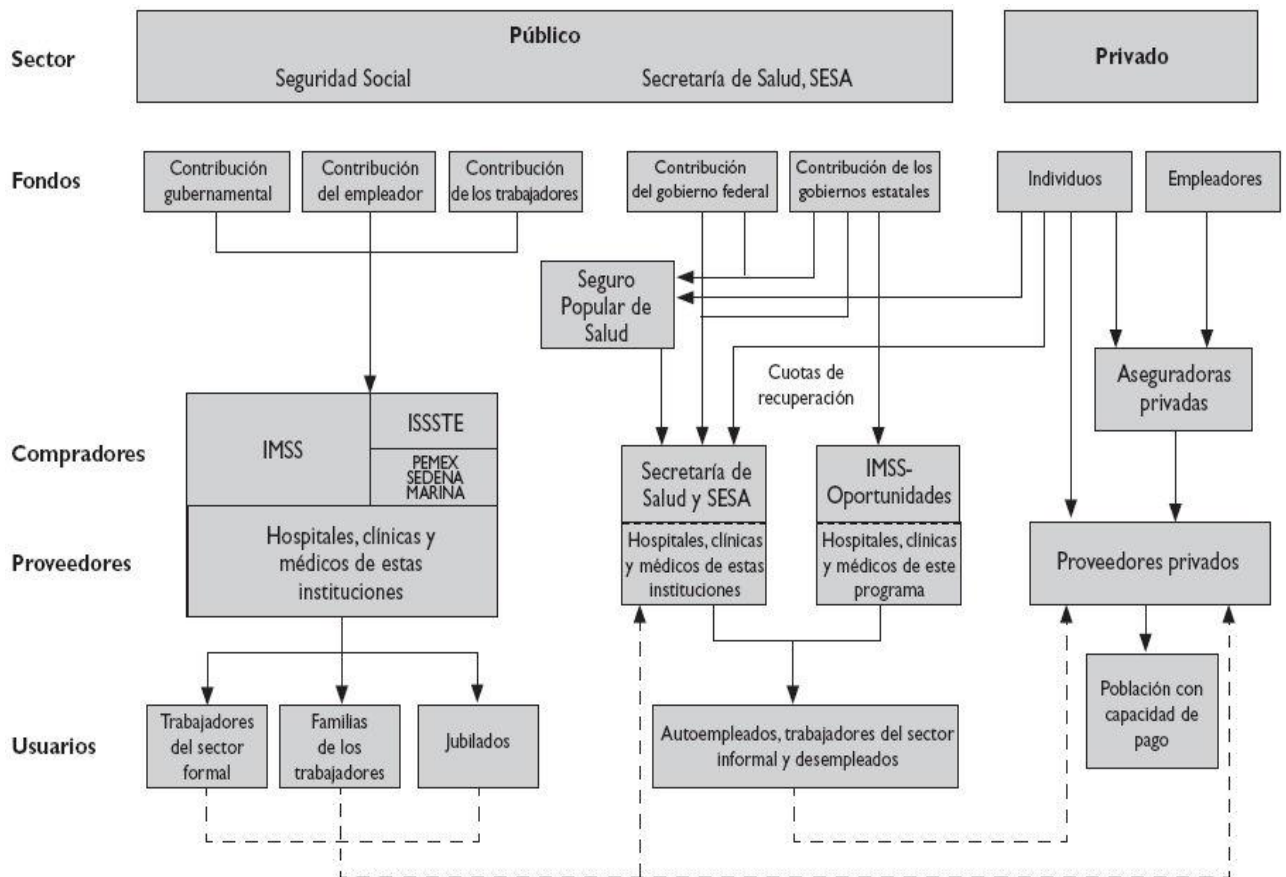 Sector
Público
Seguridad Social
Secretaría de Salud, SESA
Privado
Fondos
Contribución
gubernamental
Contribución
del empleador
Contribución
de los trabajadores
Contribución
del gobierno federal
Contribución de los
gobiernos estatales
Individuos
Empleadores
Seguro
Popular de
Salud
Cuotas de
recuperación
Aseguradoras
privadas
Compradores
IMSS
ISSSTE
PEMEX
SEDENA
MARINA
Secretaría de
Salud y SESA
IMSS-
Oportunidades
Proveedores
Hospitales, clínicas y
médicos de estas
instituciones
Hospitales, clínicas
y médicos de estas
instituciones
Hospitales, clínicas
y médicos de este
programa
Proveedores privados
Usuarios
Trabajadores
del sector
formal
Familias
de los
trabajadores
Jubilados
Autoempleados, trabajadores del sector
informal y desempleados
Población con
capacidad de
pago